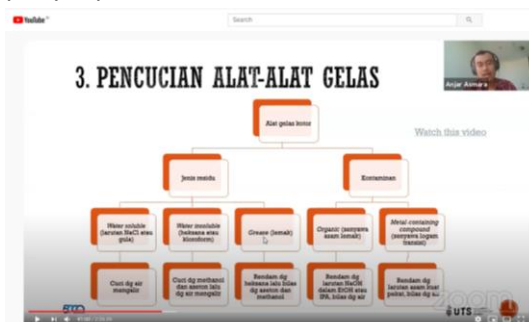 YouTube
Search
3. PENCUCIAN ALAT-ALAT GELAS
Anjar Asmara
Watch this video
Alat gelas kotor
Jenis residu
Kontaminan
Water soluble
(larutan NaCl atau
gula)
Water insoluble
(heksana atau
kloroform)
Grease (lemak)
Organic (senyawa
asam lemak)
Metal-containing
compound
(senyawa logam
transisi)
Cuci dg air
mengalir
Cuci dg methanol
dan aseton lalu
dg air mengalir
Rendam dg
heksana lalu bilas
dg aseton dan
methanol
Rendam dg
larutan NaOH
dalam EtOH atau
IPA, bilas dg air
Rendam dg
larutan asam kuat
pekat, bilas dg air
zoom
UTS